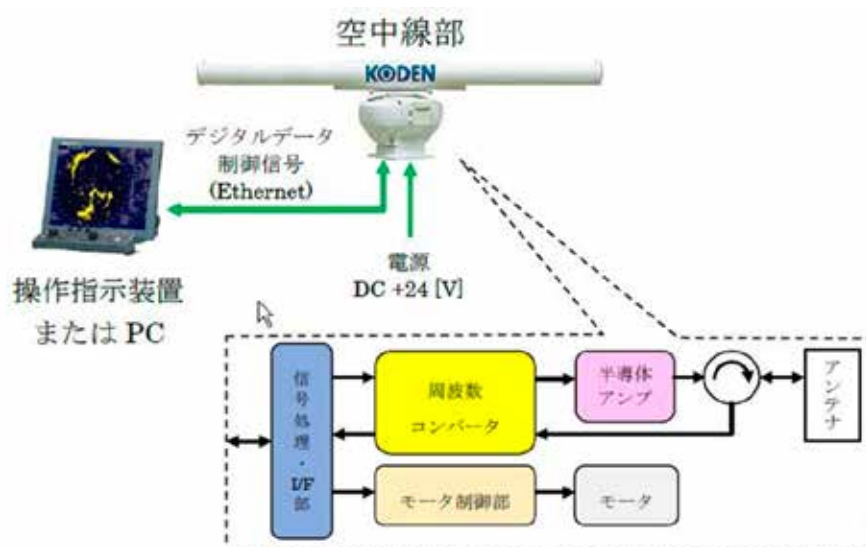 空中線部
KODEN
デジタルデータ
制御信号
(Ethernet)
電源
DC +24 [V]
操作指示装置
または PC
信号処理・I/F部
周波数
コンバータ
半導体
アンプ
アンテナ
モータ制御部
モータ